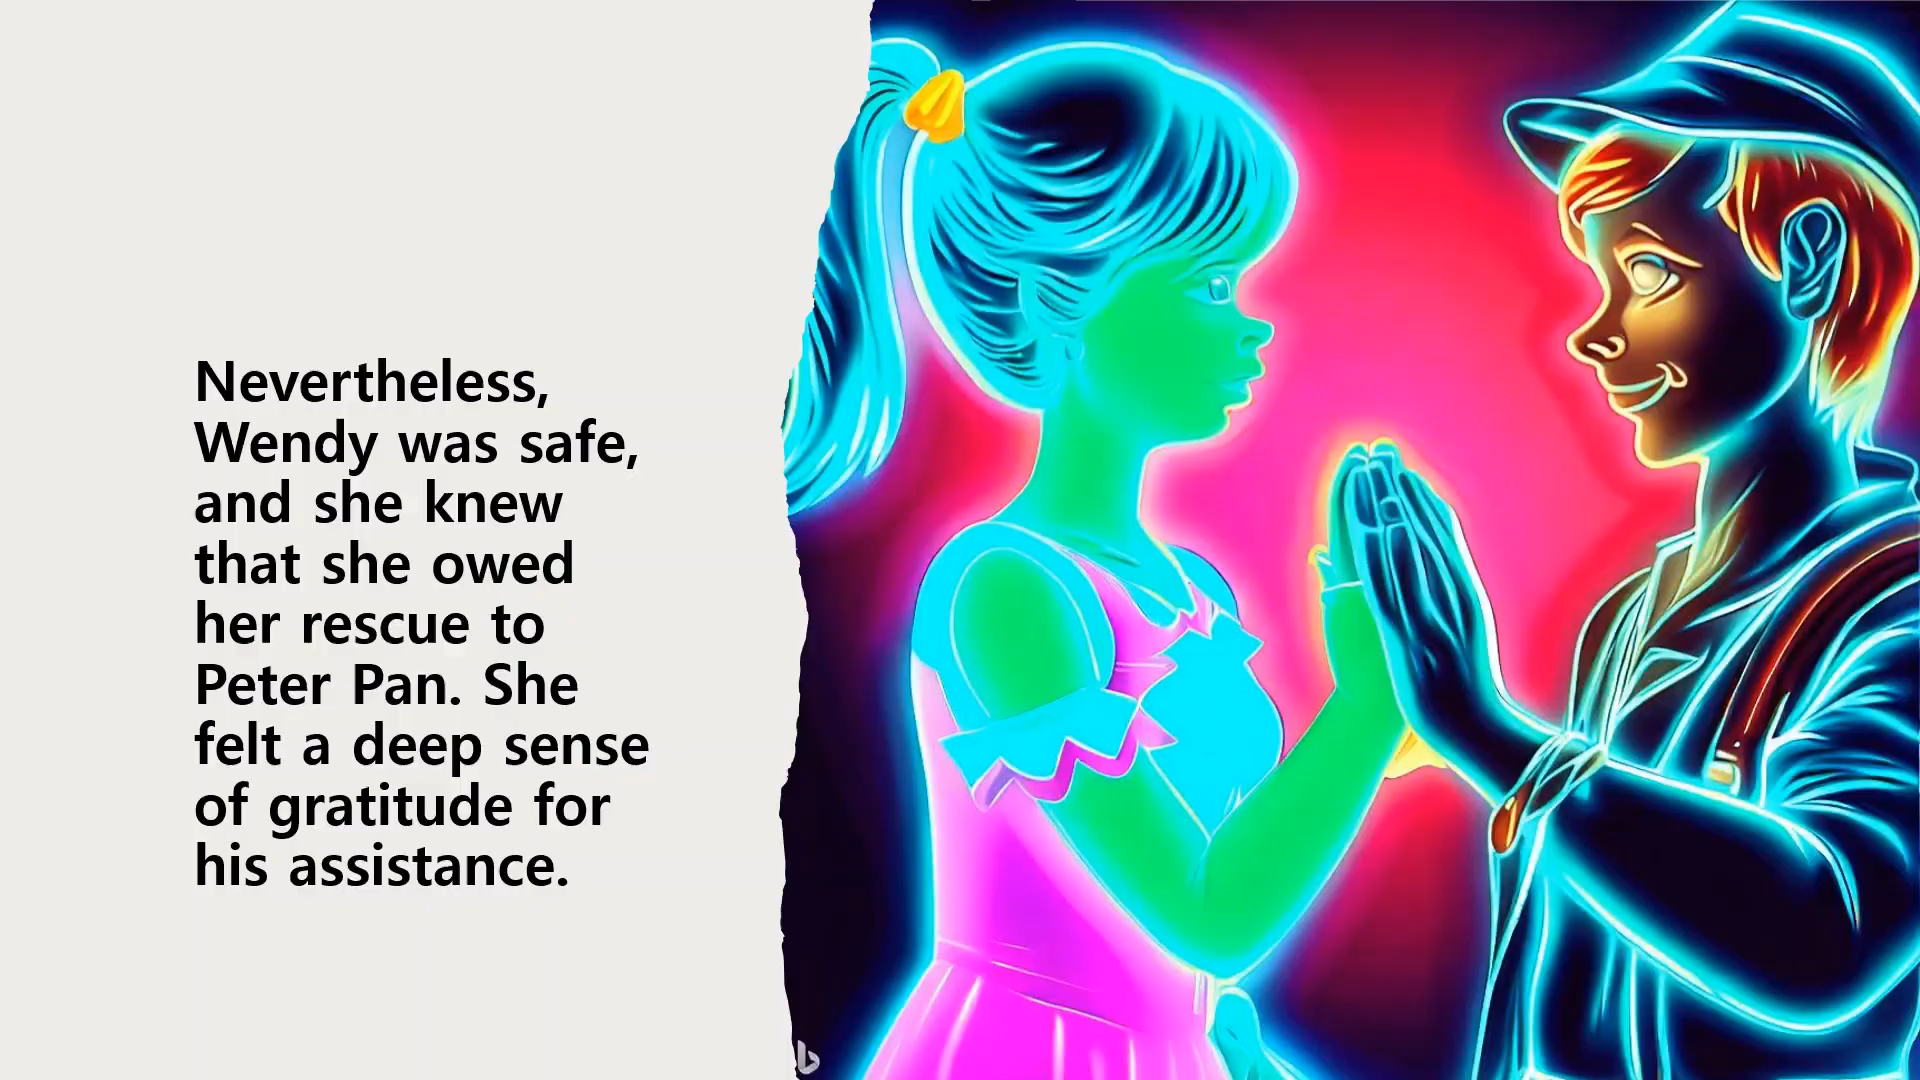 Nevertheless,
Wendy was safe,
and she knew
that she owed
her rescue to
Peter Pan. She
felt a deep sense
of gratitude for
his assistance.